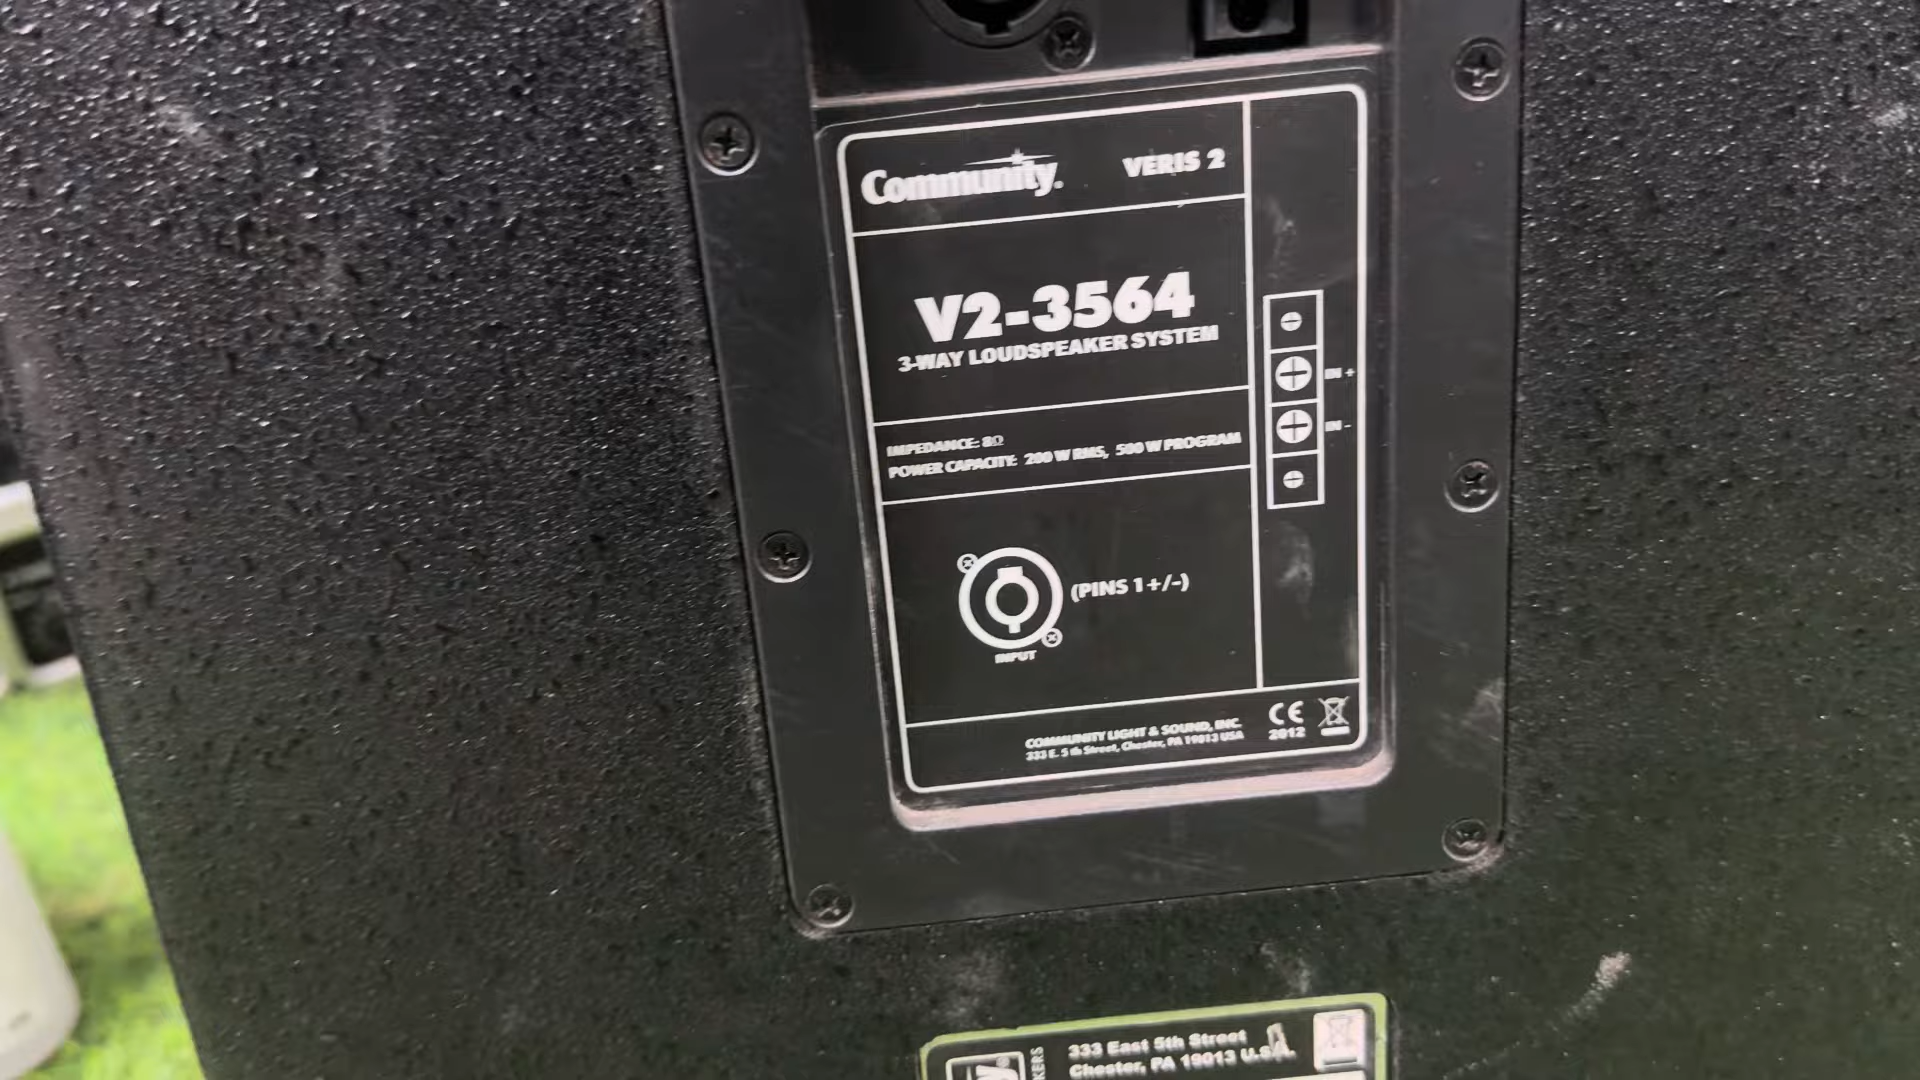 Community® VERIS 2
V2-3564
3-WAY LOUDSPEAKER SYSTEM
IMPEDANCE: 8Ω
POWER CAPACITY: 200 W RMS, 500 W PROGRAM
IN +
IN -
(PINS 1+/-)
INPUT
COMMUNITY LIGHT & SOUND, INC.
333 E. 5 th Street, Chester, PA 19013 USA
CE
2012
333 East 5th Street
Chester, PA 19013 U.S.A.